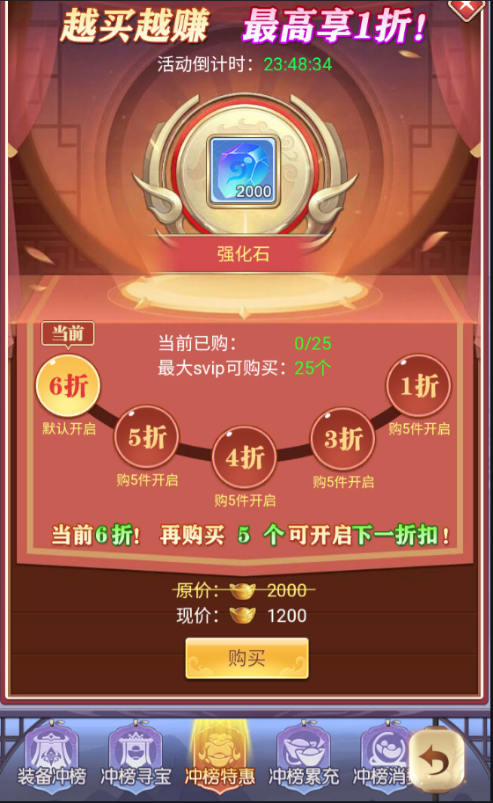 越买越赚 最高享1折!
活动倒计时：23:48:34
2000
强化石
当前
当前已购： 0/25
最大svip可购买：25个
6折
默认开启
5折
购5件开启
4折
购5件开启
3折
购5件开启
1折
购5件开启
当前6折! 再购买 5 个可开启下一折扣!
原价： 2000
现价： 1200
购买
装备冲榜 冲榜寻宝 冲榜特惠 冲榜累充 冲榜消